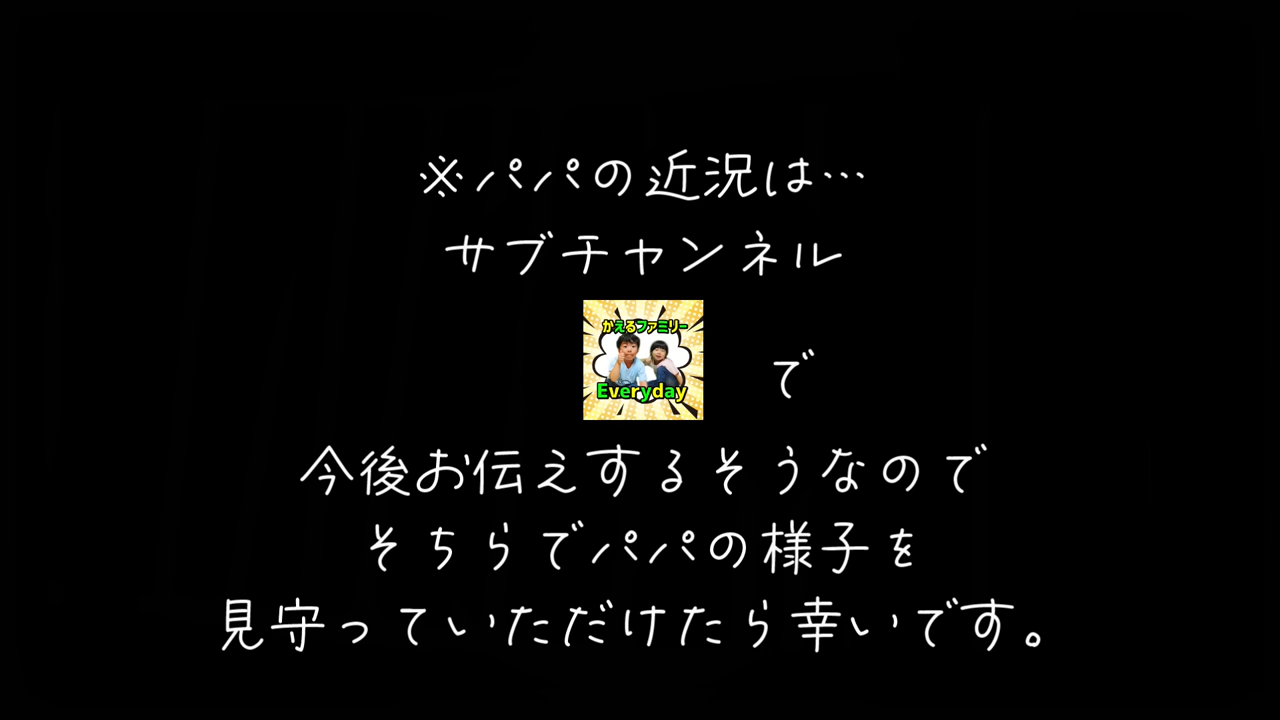 ※パパの近況は…
サブチャンネル
かえるファミリー
Everyday
で
今後お伝えするそうなので
そちらでパパの様子を
見守っていただけたら幸いです。